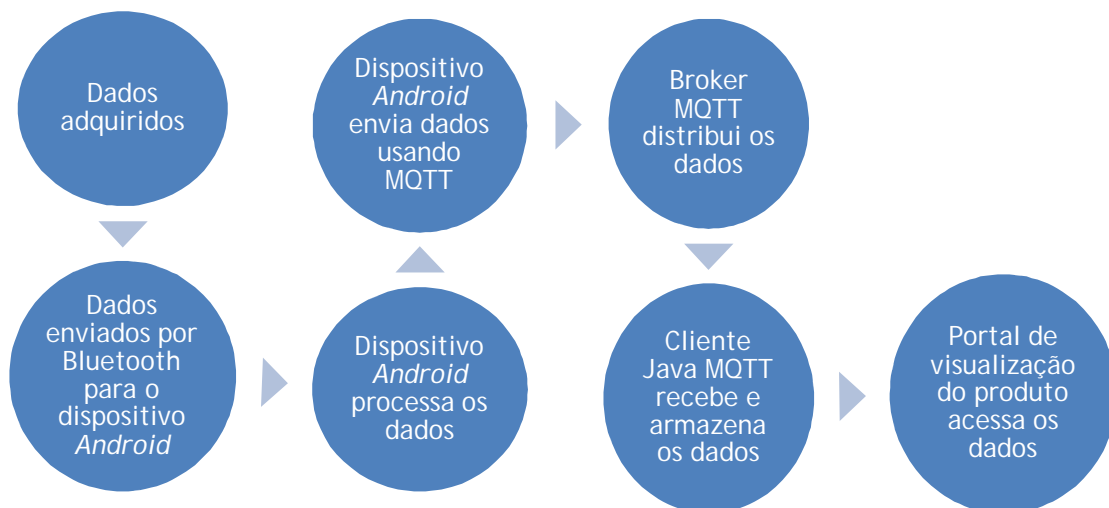 Dados
adquiridos
Dados
enviados por
Bluetooth
para o
dispositivo
Android
Dispositivo
Android
processa os
dados
Dispositivo
Android
envia dados
usando
MQTT
Broker
MQTT
distribui os
dados
Cliente
Java MQTT
recebe e
armazena
os dados
Portal de
visualização
do produto
acessa os
dados